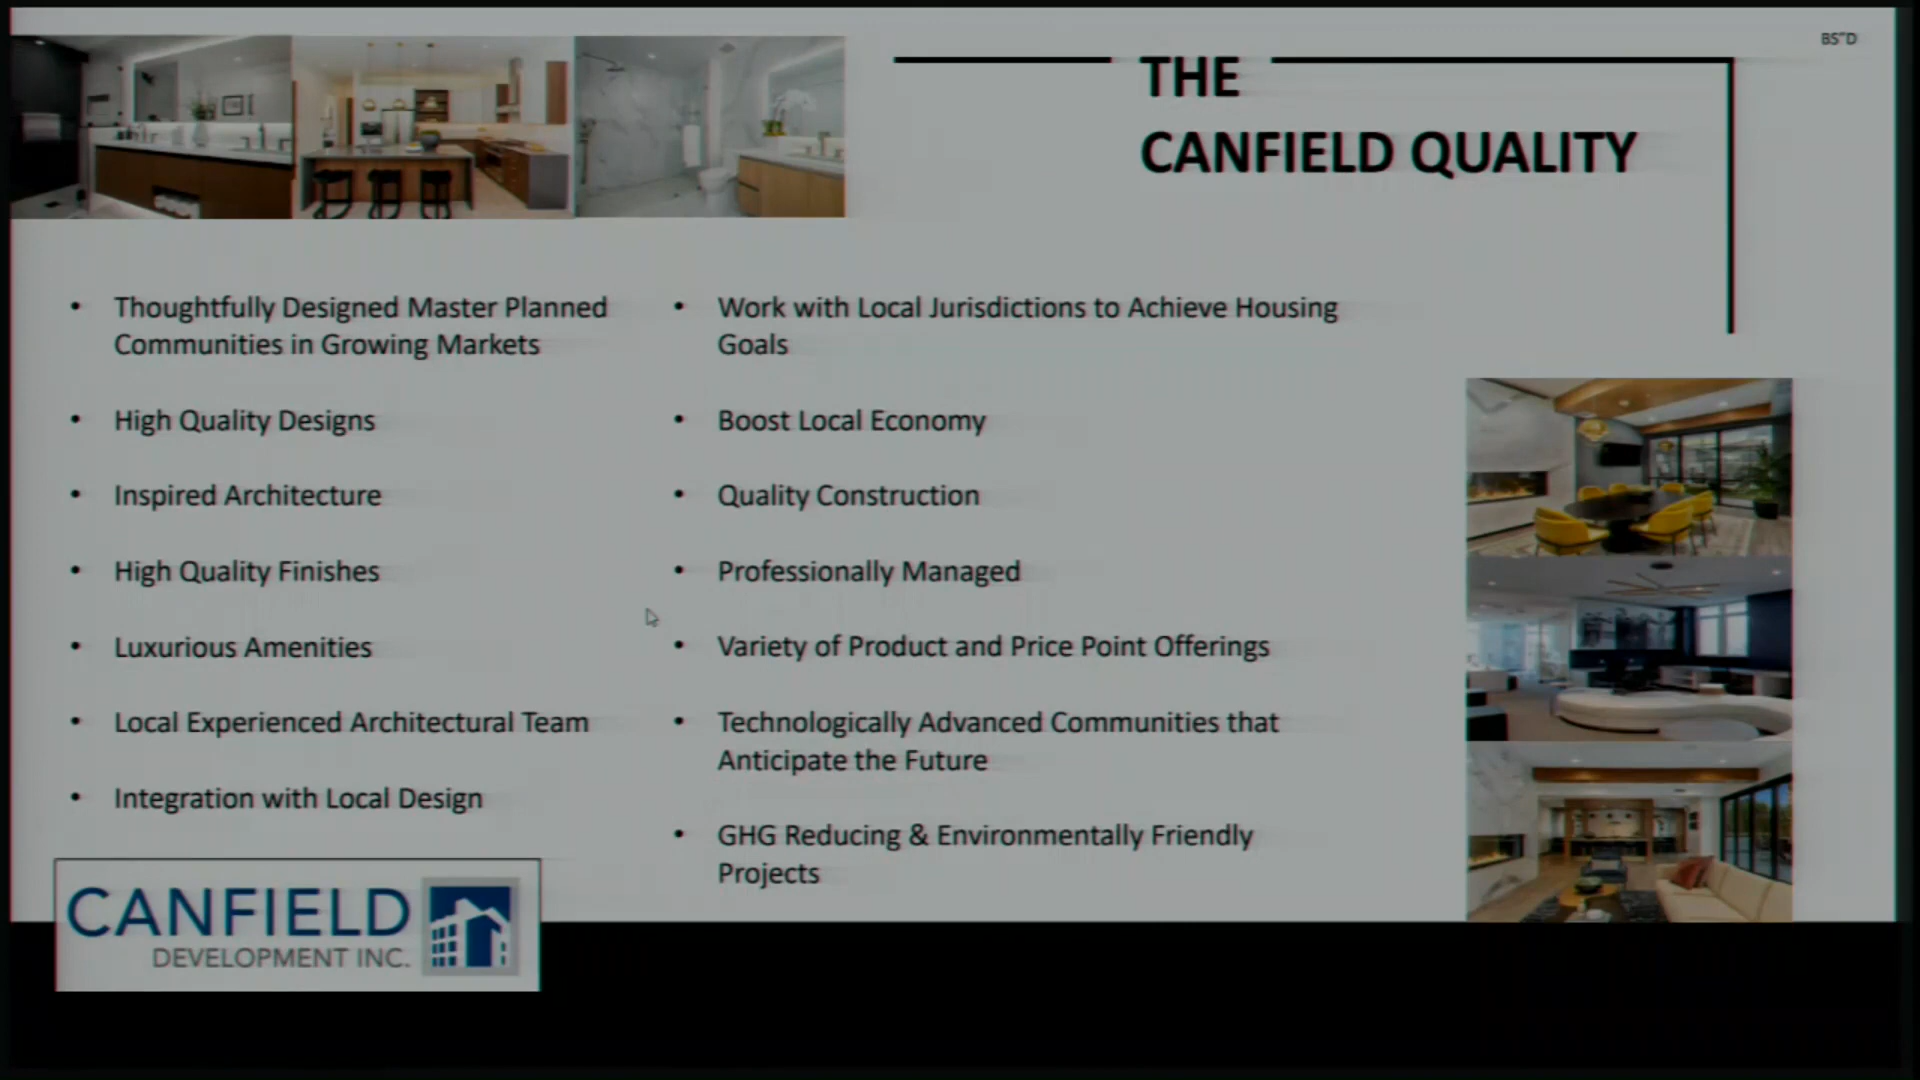 BS"D
THE
CANFIELD QUALITY
• Thoughtfully Designed Master Planned
Communities in Growing Markets
• High Quality Designs
• Inspired Architecture
• High Quality Finishes
• Luxurious Amenities
• Local Experienced Architectural Team
• Integration with Local Design
• Work with Local Jurisdictions to Achieve Housing
Goals
• Boost Local Economy
• Quality Construction
• Professionally Managed
• Variety of Product and Price Point Offerings
• Technologically Advanced Communities that
Anticipate the Future
• GHG Reducing & Environmentally Friendly
Projects
CANFIELD
DEVELOPMENT INC.